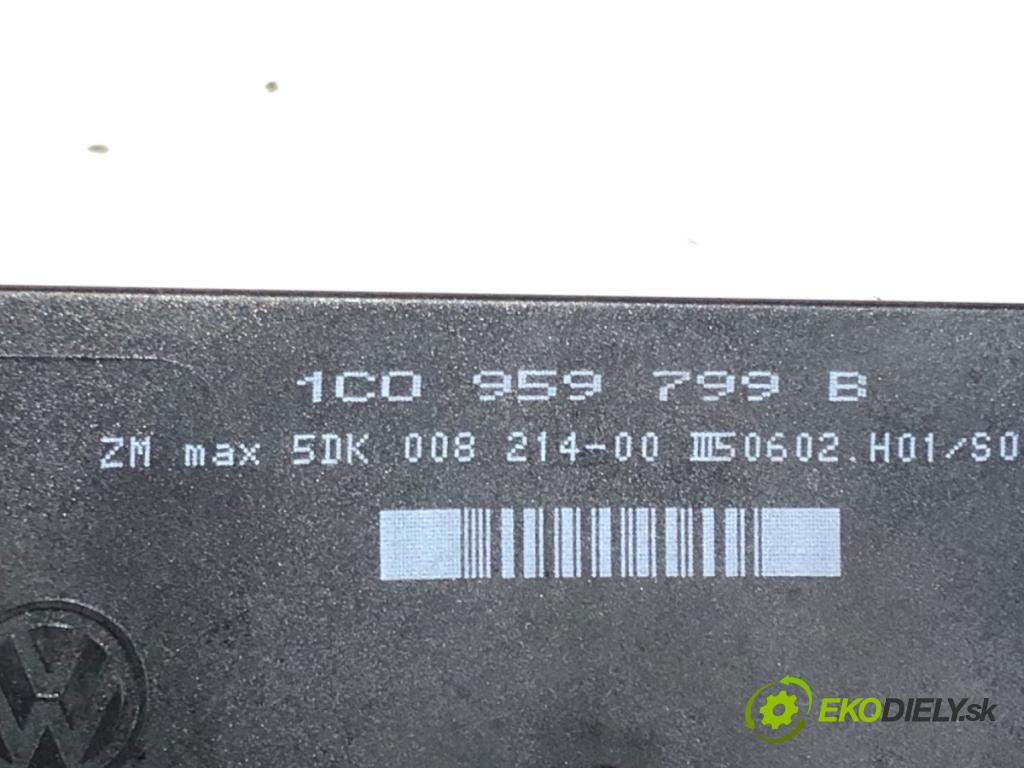 1C0 959 799 B
ZM max 5DK 008 214-00 III50602.H01/S0
EKODIELY.sk